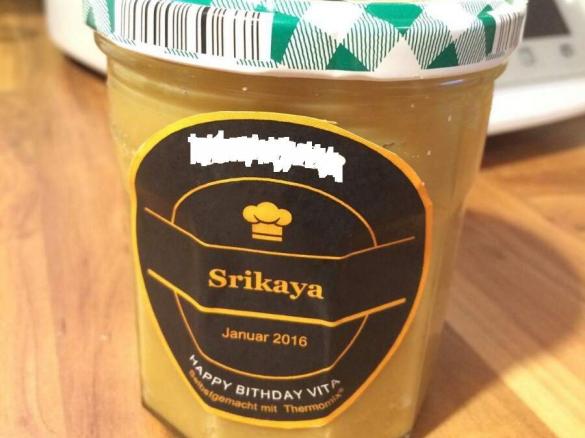 Srikaya
Januar 2016
HAPPY BITHDAY VITA
Selbstgemacht mit Thermomix®